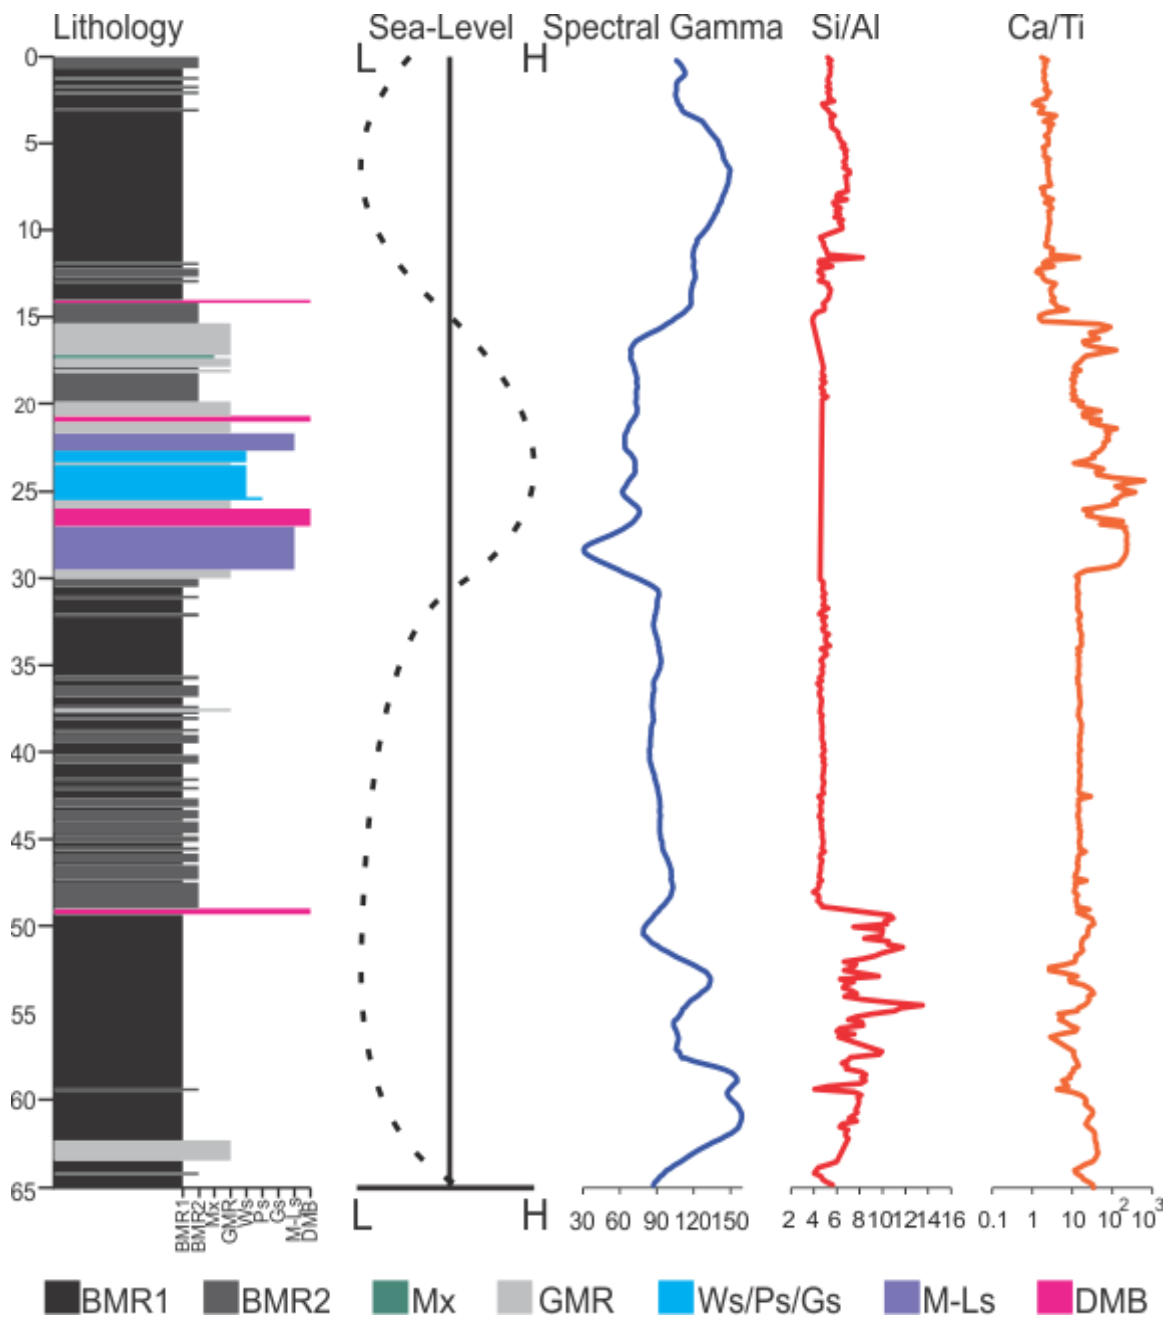 Lithology Sea-Level Spectral Gamma Si/Al Ca/Ti
L H
0
5
10
15
20
25
30
35
40
45
50
55
60
65
BMR1 BMR2 Mx GMR Ws Ps Gs M-Ls DMB
L H
30 60 90 120 150
2 4 6 8 10 12 14 16
0.1 1 10 10² 10³
BMR1 BMR2 Mx GMR Ws/Ps/Gs M-Ls DMB